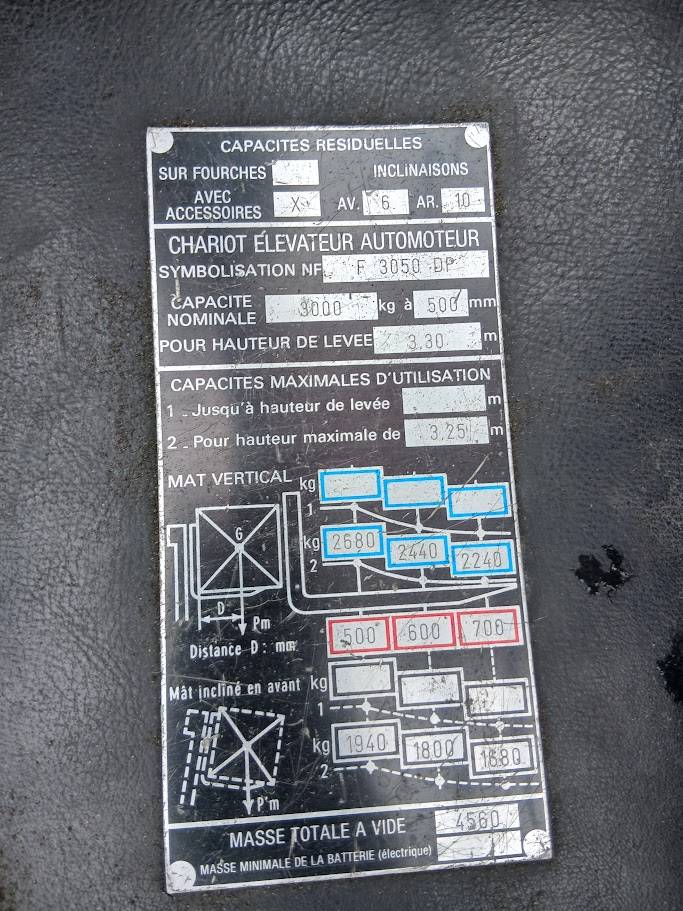 CAPACITES RESIDUELLES
SUR FOURCHES INCLINAISONS
AVEC ACCESSOIRES X AV. 6 AR. 10
CHARIOT ELEVATEUR AUTOMOTEUR
SYMBOLISATION NF F 3050 DP
CAPACITE NOMINALE 3000 kg à 500 mm
POUR HAUTEUR DE LEVEE 3.30 m
CAPACITES MAXIMALES D'UTILISATION
1 - Jusqu'à hauteur de levée m
2 - Pour hauteur maximale de 3.25 m
MAT VERTICAL kg
1
G kg 2680 2440 2240
2
D Pm
500 600 700
Distance D : mm
Mât incliné en avant kg
1
kg 1940 1800 1680
2
P'm
MASSE TOTALE A VIDE 4560
MASSE MINIMALE DE LA BATTERIE (électrique)